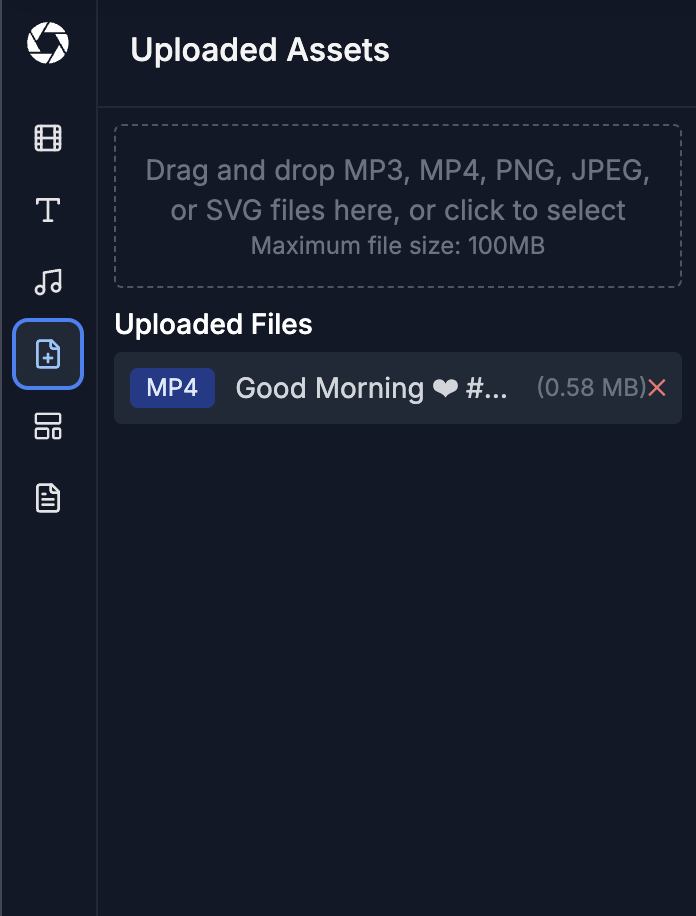 Uploaded Assets
Drag and drop MP3, MP4, PNG, JPEG,
or SVG files here, or click to select
Maximum file size: 100MB
Uploaded Files
MP4 Good Morning ❤ #... (0.58 MB)